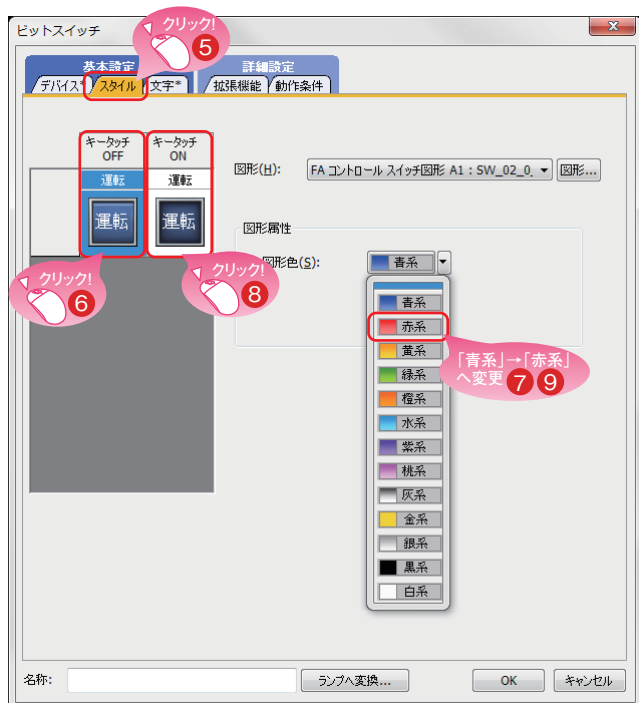 ビットスイッチ
クリック!
5
基本設定
詳細設定
デバイス*
スタイル
文字*
拡張機能
動作条件
キータッチ
OFF
キータッチ
ON
運転
運転
運転
運転
図形(H):
FA コントロール スイッチ図形 A1 : SW_02_0.
図形...
図形属性
図形色(S):
青系
クリック!
6
クリック!
8
青系
赤系
黄系
緑系
橙系
水系
紫系
桃系
灰系
金系
銀系
黒系
白系
「青系」→「赤系」
へ変更 7 9
名称:
ランプへ変換...
OK
キャンセル